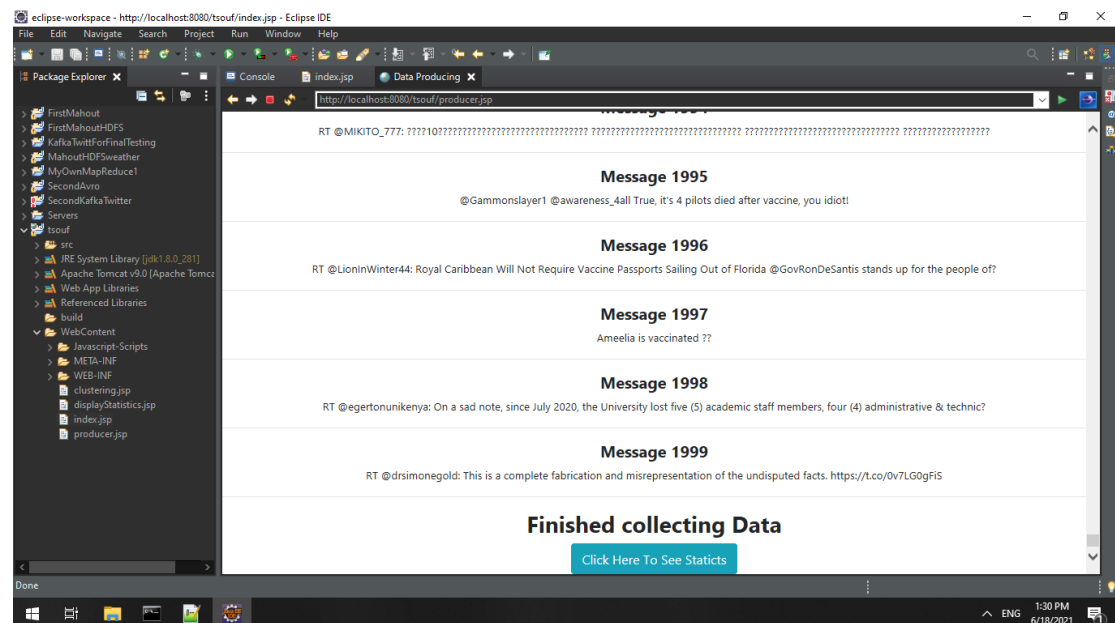 eclipse-workspace - http://localhost:8080/tsouf/index.jsp - Eclipse IDE
File Edit Navigate Search Project Run Window Help
Package Explorer
Console index.jsp Data Producing
http://localhost:8080/tsouf/producer.jsp
FirstMahout
FirstMahoutHDFS
KafkaTwittForFinalTesting
MahoutHDFSweather
MyOwnMapReduce1
SecondAvro
SecondKafkaTwitter
Servers
tsouf
src
JRE System Library [jdk1.8.0_281]
Apache Tomcat v9.0 [Apache Tomca
Web App Libraries
Referenced Libraries
build
WebContent
Javascript-Scripts
META-INF
WEB-INF
clustering.jsp
displayStatistics.jsp
index.jsp
producer.jsp
Message 1994
RT @MIKITO_777: ????10?????????????????????????????? ?????????????????????????????? ??????????????????????????????? ?????????????????
Message 1995
@Gammonslayer1 @awareness_4all True, it's 4 pilots died after vaccine, you idiot!
Message 1996
RT @LionInWinter44: Royal Caribbean Will Not Require Vaccine Passports Sailing Out of Florida @GovRonDeSantis stands up for the people of?
Message 1997
Ameelia is vaccinated ??
Message 1998
RT @egertonunikenya: On a sad note, since July 2020, the University lost five (5) academic staff members, four (4) administrative & technic?
Message 1999
RT @drsimonegold: This is a complete fabrication and misrepresentation of the undisputed facts. https://t.co/0v7LG0gFiS
Finished collecting Data
Click Here To See Staticts
Done
ENG
1:30 PM
6/18/2021